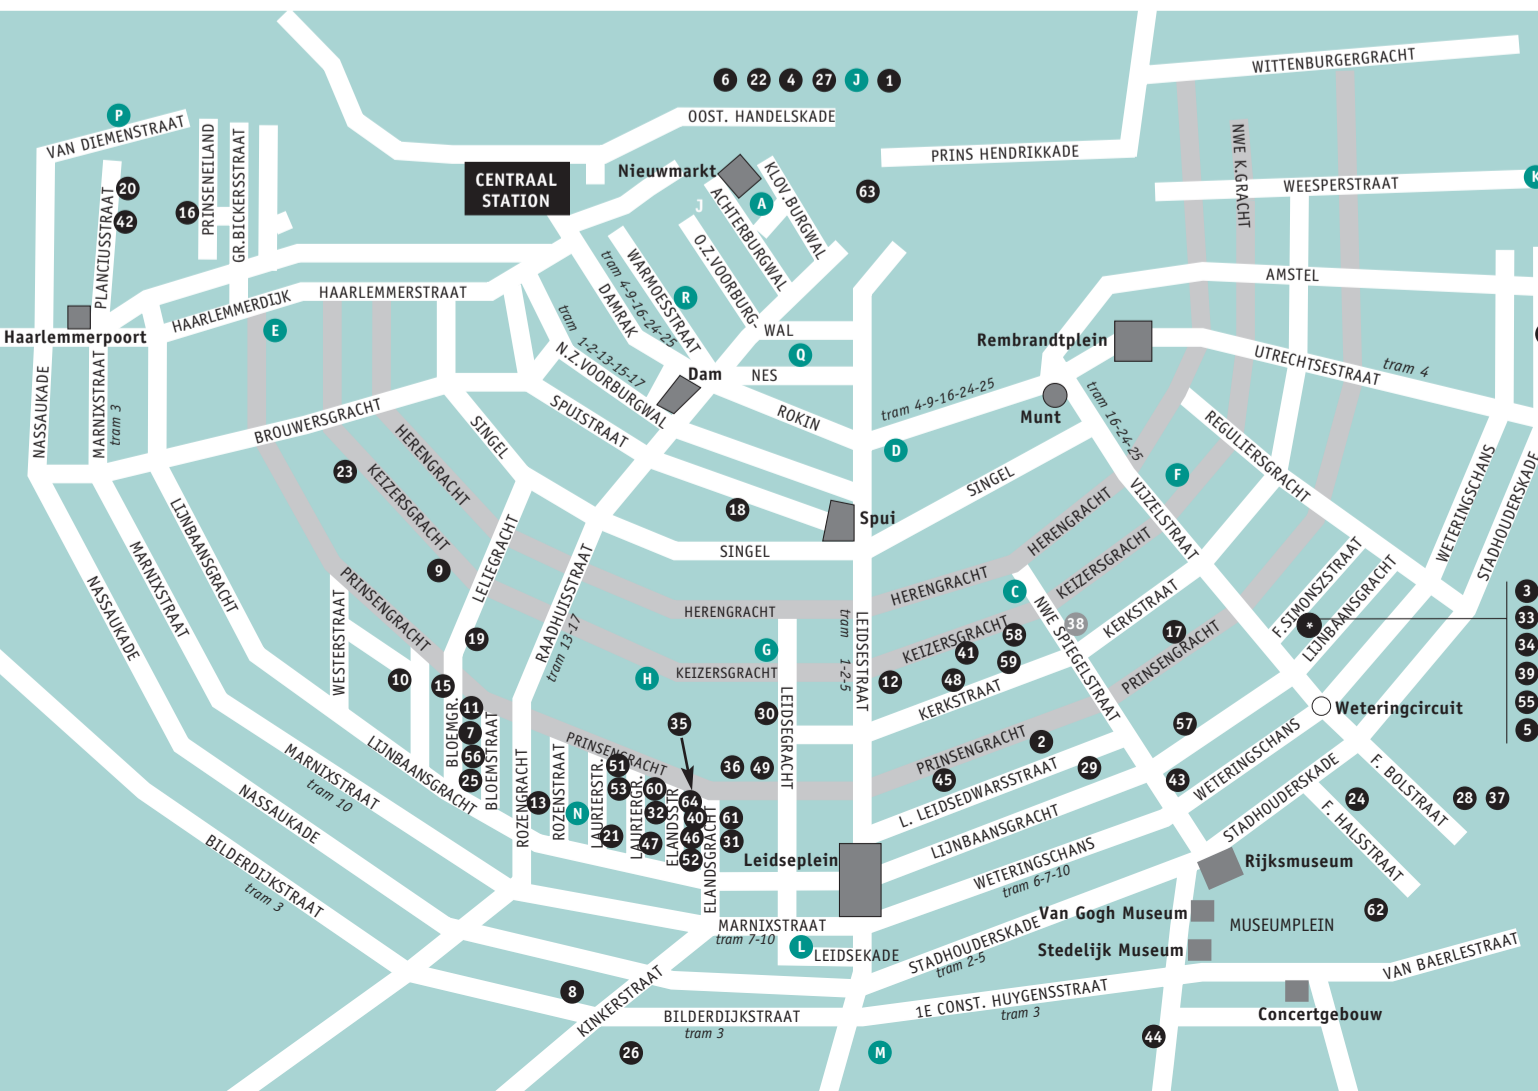 WITTENBURGERGRACHT
6 22 4 27 J 1
OOST. HANDELSKADE
P
VAN DIEMENSTRAAT
PRINSENEILAND
GR.BICKERSSTRAAT
NWE K.GRACHT
PRINS HENDRIKKADE
CENTRAAL
STATION
Nieuwmarkt
KLOV.BURGWAL
ACHTERBURGWAL
J
A
63
WEESPERSTRAAT
K
20
42
16
PLANCIUSSTRAAT
O.Z.VOORBURG-
WAL
WARMOESSTRAAT
tram 4-9-16-24-25
DAMRAK
R
AMSTEL
HAARLEMMERSTRAAT
HAARLEMMERDIJK
Haarlemmerpoort
E
tram 1-2-13-15-17
N.Z.VOORBURGWAL
Q
Dam
NES
Rembrandtplein
UTRECHTSESTRAAT
tram 4
NASSAUKADE
MARNIXSTRAAT
tram 3
BROUWERSGRACHT
SPUISTRAAT
ROKIN
tram 4-9-16-24-25
Munt
tram 16-24-25
REGULIERSGRACHT
HERENGRACHT
SINGEL
D
F
23
KEIZERSGRACHT
SINGEL
VIJZELSTRAAT
WETERINGSCHANS
STADHOUDERSKADE
LIJNBAANSGRACHT
18
Spui
SINGEL
HERENGRACHT
MARNIXSTRAAT
NASSAUKADE
9
LELIEGRACHT
RAADHUISSTRAAT
tram 13-17
PRINSENGRACHT
WESTERSTRAAT
HERENGRACHT
HERENGRACHT
KEIZERSGRACHT
C
NWE SPIEGELSTRAAT
KERKSTRAAT
F.SIMONSZSTRAAT
LIJNBAANSGRACHT
*
3
33
34
39
55
5
LEIDSESTRAAT
tram 1-2-5
38
17
19
G
KEIZERSGRACHT
KEIZERSGRACHT
58
41
59
48
12
H
PRINSENGRACHT
10
15
KERKSTRAAT
11
7
56
25
BLOEMGR.
BLOEMSTRAAT
LEIDSEGRACHT
30
35
Weteringcircuit
57
PRINSENGRACHT
PRINSENGRACHT
2
LIJNBAANSGRACHT
MARNIXSTRAAT
tram 10
51
53
36
49
45
L. LEIDSEDWARSSTRAAT
29
43
WETERINGSCHANS
STADHOUDERSKADE
F. BOLSTRAAT
F. HALSSTRAAT
24
28
37
ROZENGRACHT
13
ROZENSTRAAT
N
LAURIERSTR.
21
LAURIERGR.
60
32
47
ELANDSSTR.
64
40
46
52
ELANDSGRACHT
61
31
NASSAUKADE
LIJNBAANSGRACHT
BILDERDIJKSTRAAT
tram 3
Leidseplein
WETERINGSCHANS
tram 6-7-10
Rijksmuseum
62
MARNIXSTRAAT
tram 7-10
Van Gogh Museum
MUSEUMPLEIN
L
LEIDSEKADE
STADHOUDERSKADE
tram 2-5
Stedelijk Museum
VAN BAERLESTRAAT
8
KINKERSTRAAT
BILDERDIJKSTRAAT
tram 3
1E CONST. HUYGENSSTRAAT
tram 3
Concertgebouw
44
26
M